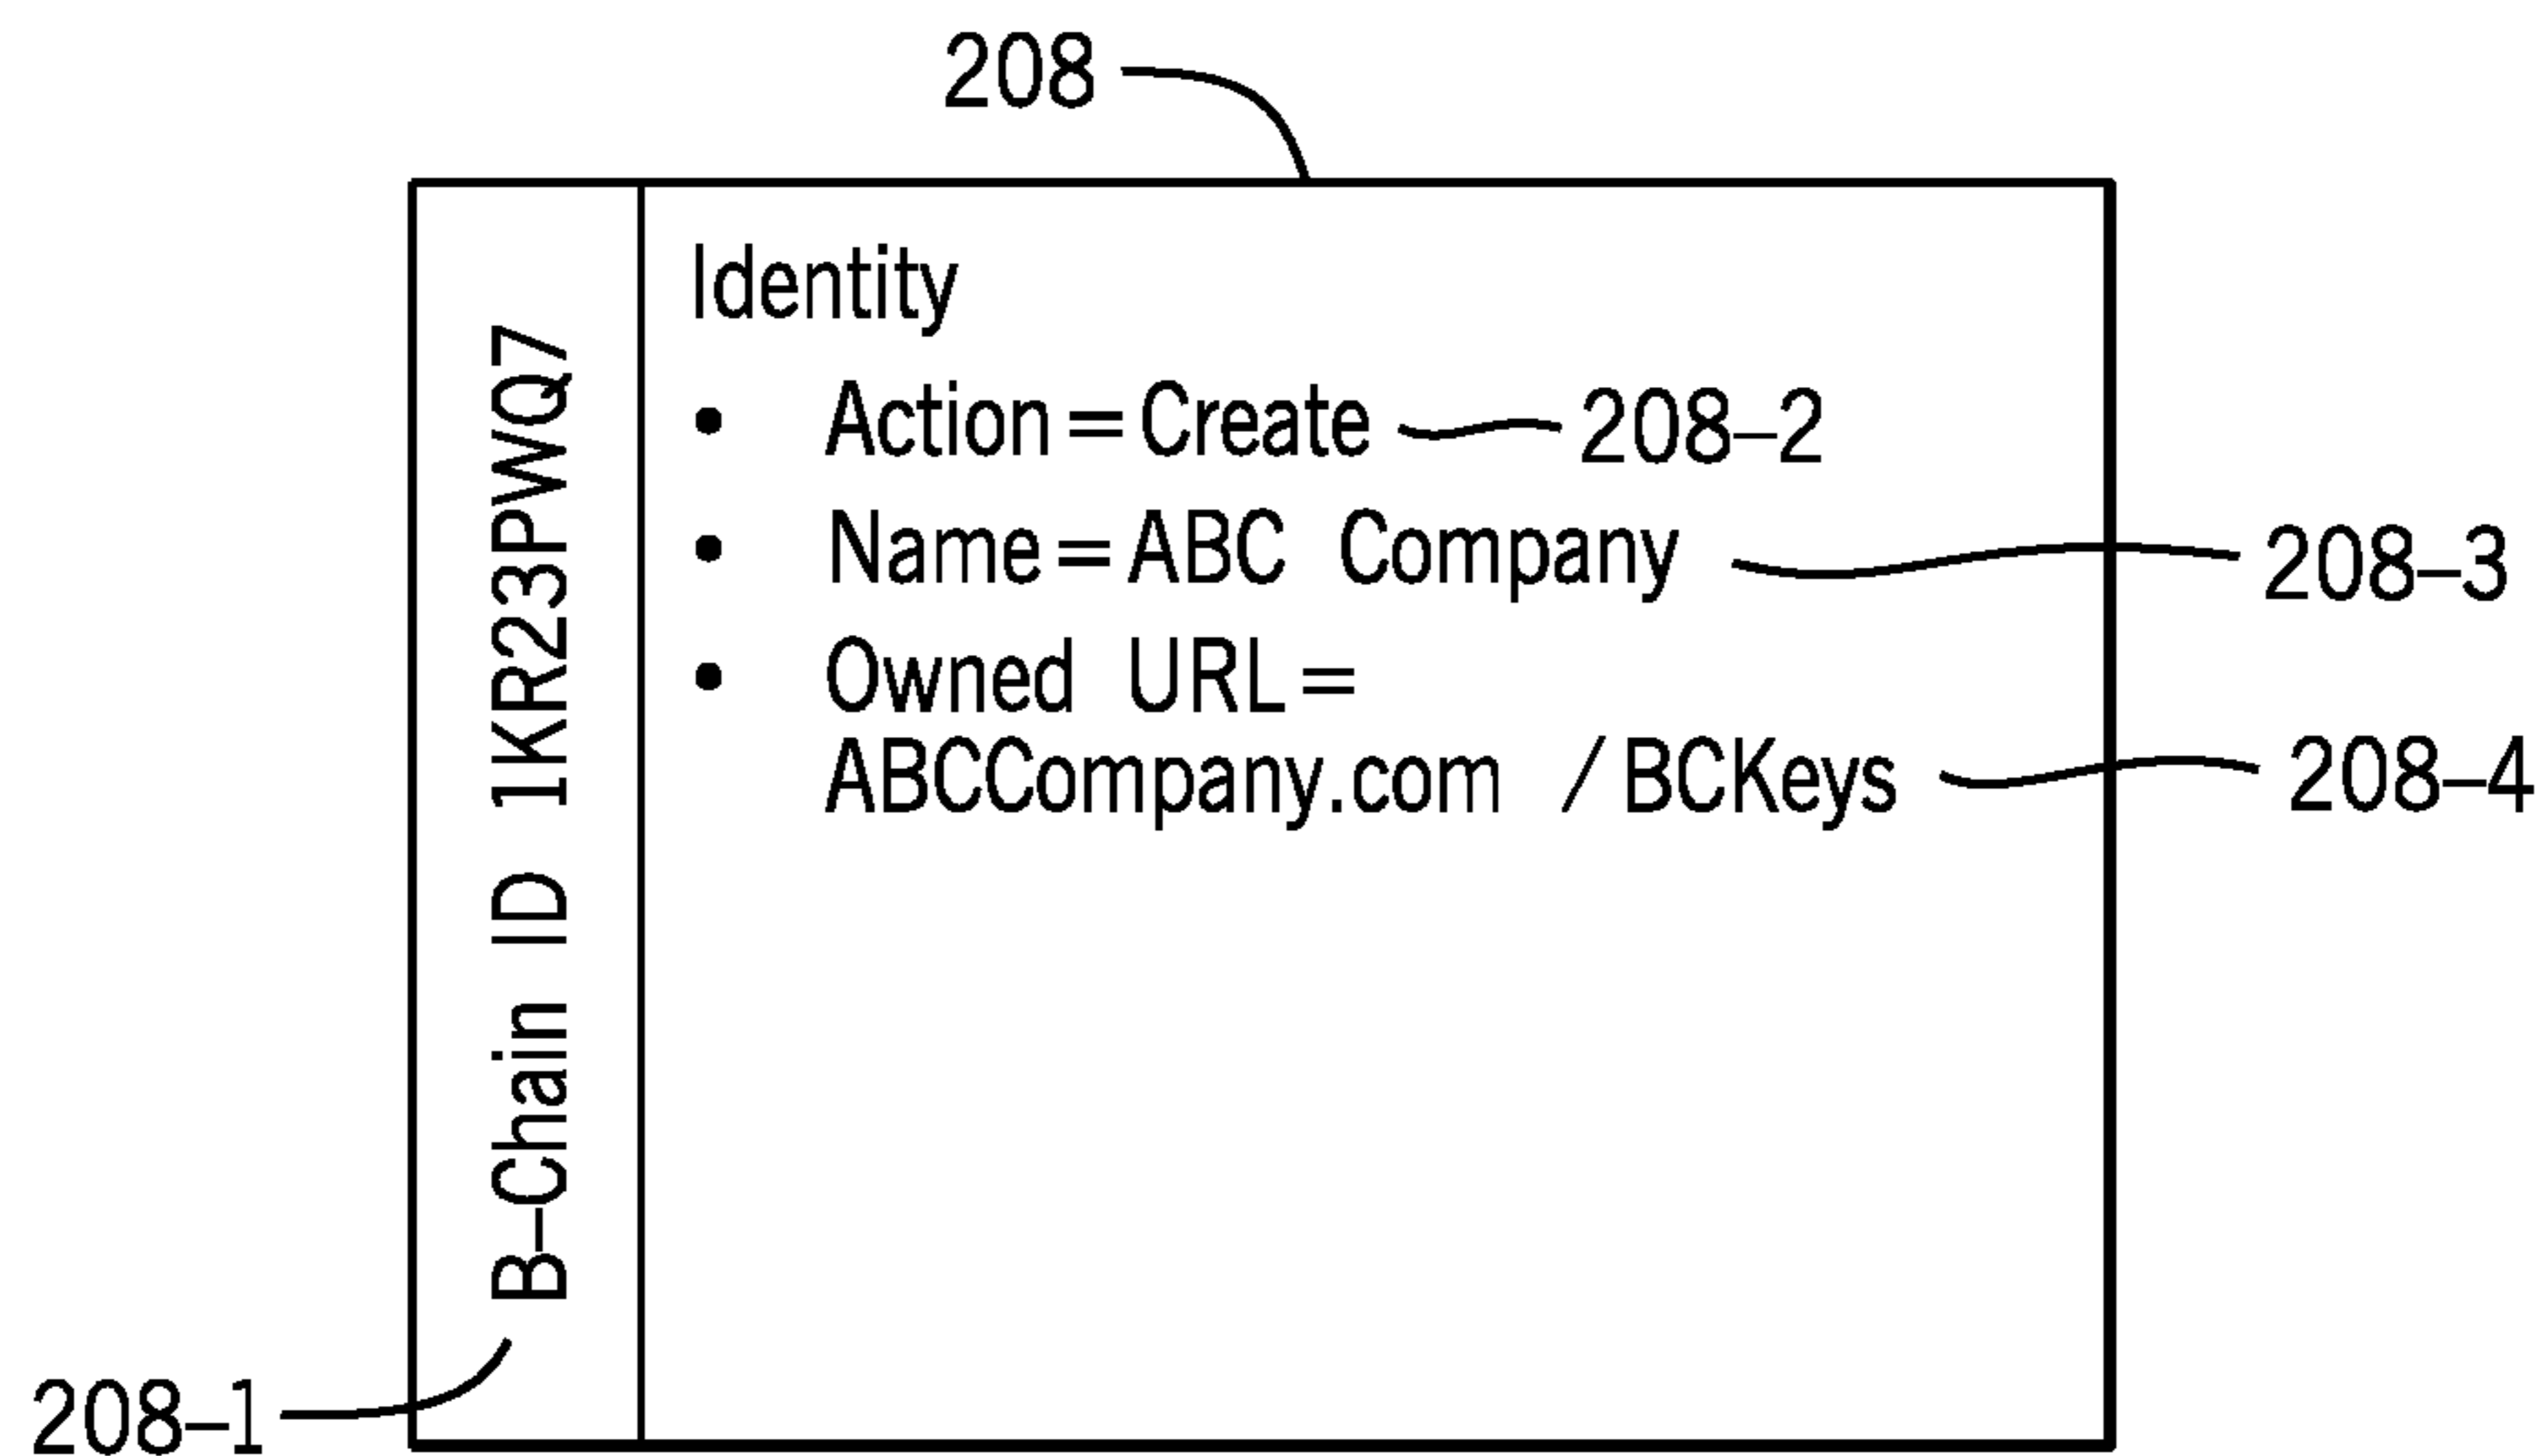 208
Identity
• Action=Create 208-2
• Name=ABC Company 208-3
• Owned URL=
ABCCompany.com /BCKeys 208-4
B-Chain ID 1KR23PWQ7
208-1